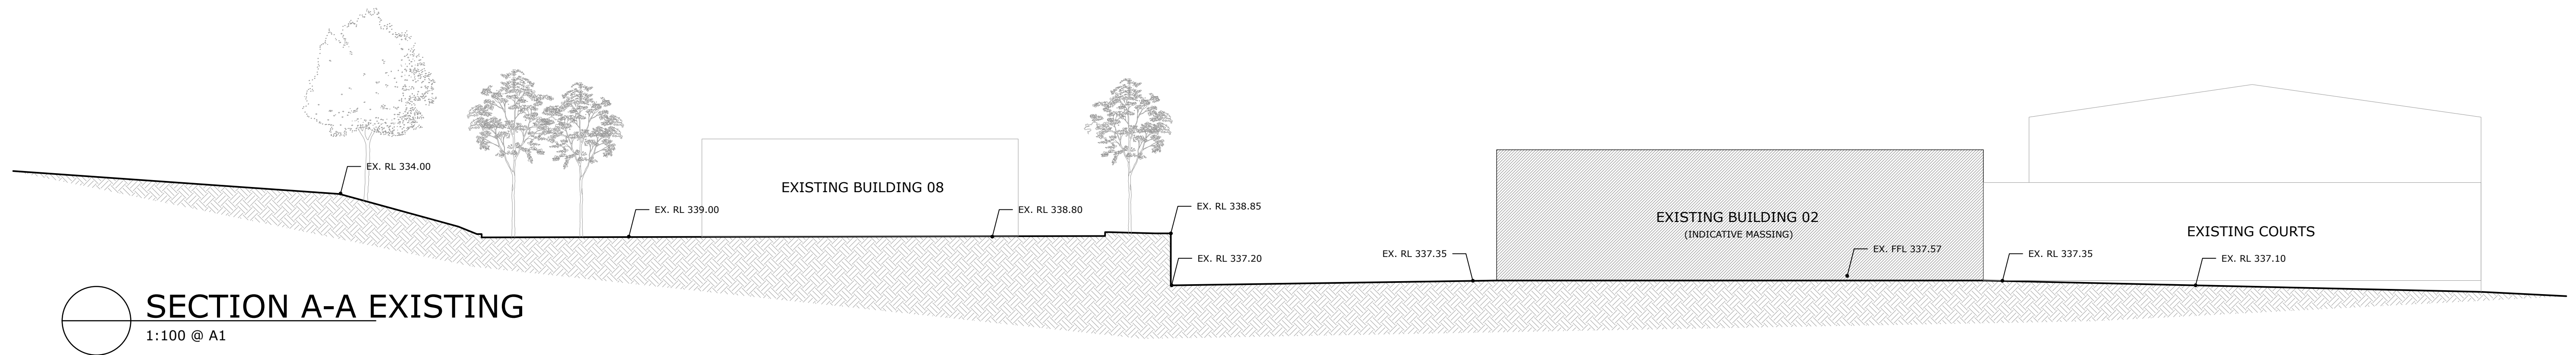 EX. RL 334.00
EX. RL 339.00
EXISTING BUILDING 08
EX. RL 338.80
EX. RL 338.85
EX. RL 337.20
EX. RL 337.35
EXISTING BUILDING 02
(INDICATIVE MASSING)
EX. FFL 337.57
EX. RL 337.35
EXISTING COURTS
EX. RL 337.10
SECTION A-A EXISTING
1:100 @ A1